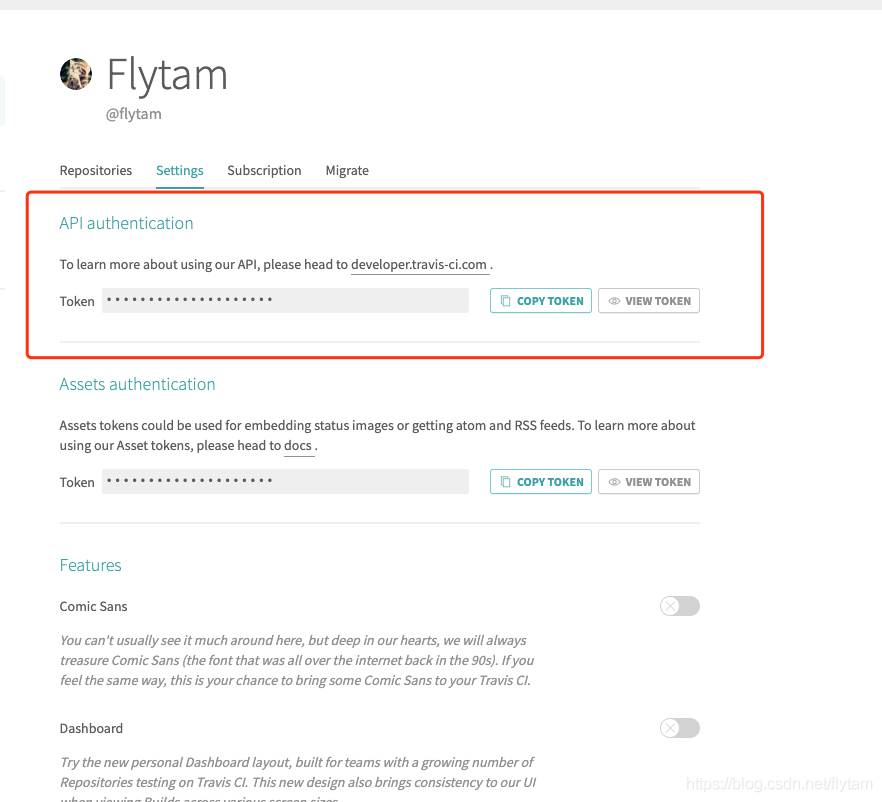 Flytam
@flytam
Repositories Settings Subscription Migrate
API authentication
To learn more about using our API, please head to developer.travis-ci.com .
Token •••••••••••••••••••• COPY TOKEN VIEW TOKEN
Assets authentication
Assets tokens could be used for embedding status images or getting atom and RSS feeds. To learn more about
using our Asset tokens, please head to docs .
Token •••••••••••••••••••• COPY TOKEN VIEW TOKEN
Features
Comic Sans
You can't usually see it much around here, but deep in our hearts, we will always
treasure Comic Sans (the font that was all over the internet back in the 90s). If you
feel the same way, this is your chance to bring some Comic Sans to your Travis CI.
Dashboard
Try the new personal Dashboard layout, built for teams with a growing number of
Repositories testing on Travis CI. This new design also brings consistency to our UI
when viewing Builds across various screen sizes.
https://blog.csdn.net/flytam